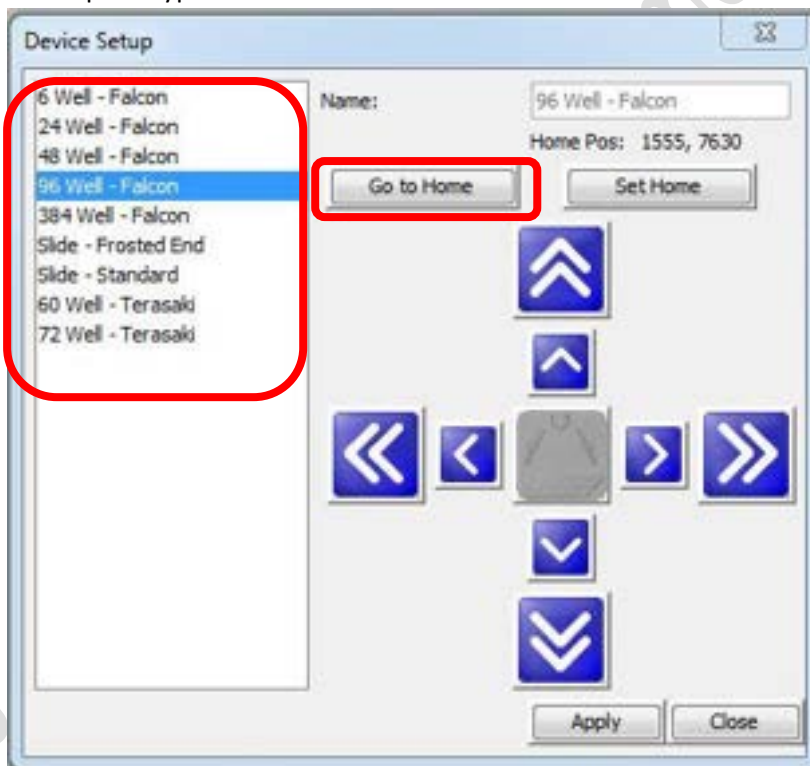 Device Setup
6 Well - Falcon
24 Well - Falcon
48 Well - Falcon
96 Well - Falcon
384 Well - Falcon
Slide - Frosted End
Slide - Standard
60 Well - Terasaki
72 Well - Terasaki
Name: 96 Well - Falcon
Home Pos: 1555, 7630
Go to Home Set Home
Apply Close